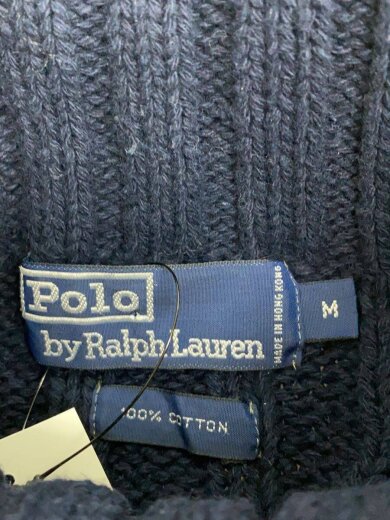 Polo
by Ralph Lauren
MADE IN HONG KONG
M
100% COTTON